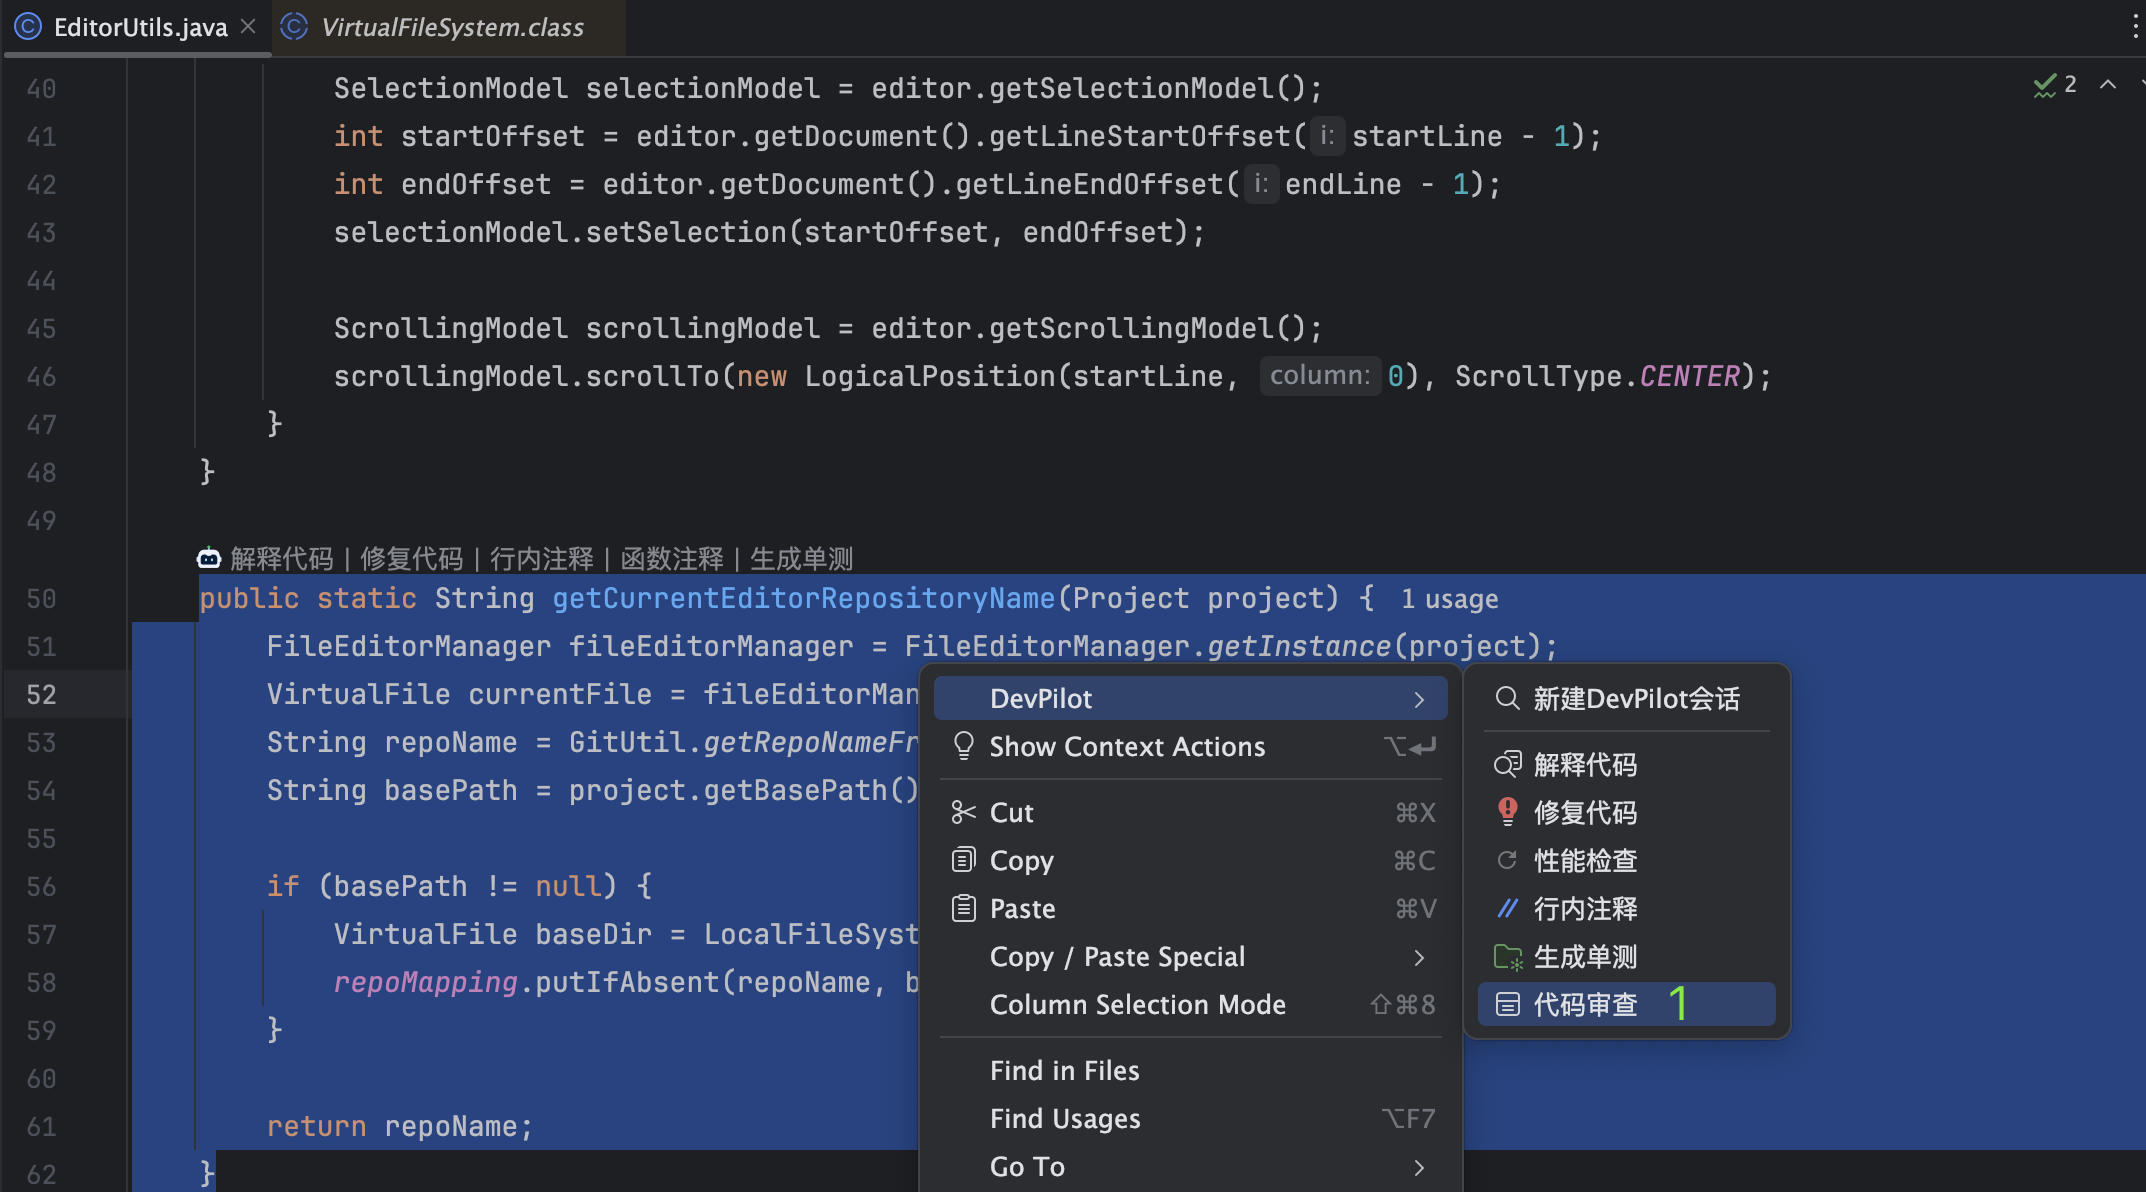 EditorUtils.java
VirtualFileSystem.class
2
40 SelectionModel selectionModel = editor.getSelectionModel();
41 int startOffset = editor.getDocument().getLineStartOffset( i: startLine - 1);
42 int endOffset = editor.getDocument().getLineEndOffset( i: endLine - 1);
43 selectionModel.setSelection(startOffset, endOffset);
44
45 ScrollingModel scrollingModel = editor.getScrollingModel();
46 scrollingModel.scrollTo(new LogicalPosition(startLine, column: 0), ScrollType.CENTER);
47 }
48 }
49
解释代码 | 修复代码 | 行内注释 | 函数注释 | 生成单测
50 public static String getCurrentEditorRepositoryName(Project project) { 1 usage
51 FileEditorManager fileEditorManager = FileEditorManager.getInstance(project);
52 VirtualFile currentFile = fileEditorMan
53 String repoName = GitUtil.getRepoNameFr
54 String basePath = project.getBasePath()
55
56 if (basePath != null) {
57 VirtualFile baseDir = LocalFileSyst
58 repoMapping.putIfAbsent(repoName, b
59 }
60
61 return repoName;
62 }
DevPilot
Show Context Actions ⌥↵
Cut ⌘X
Copy ⌘C
Paste ⌘V
Copy / Paste Special
Column Selection Mode ⇧⌘8
Find in Files
Find Usages ⌥F7
Go To
新建DevPilot会话
解释代码
修复代码
性能检查
行内注释
生成单测
代码审查 1